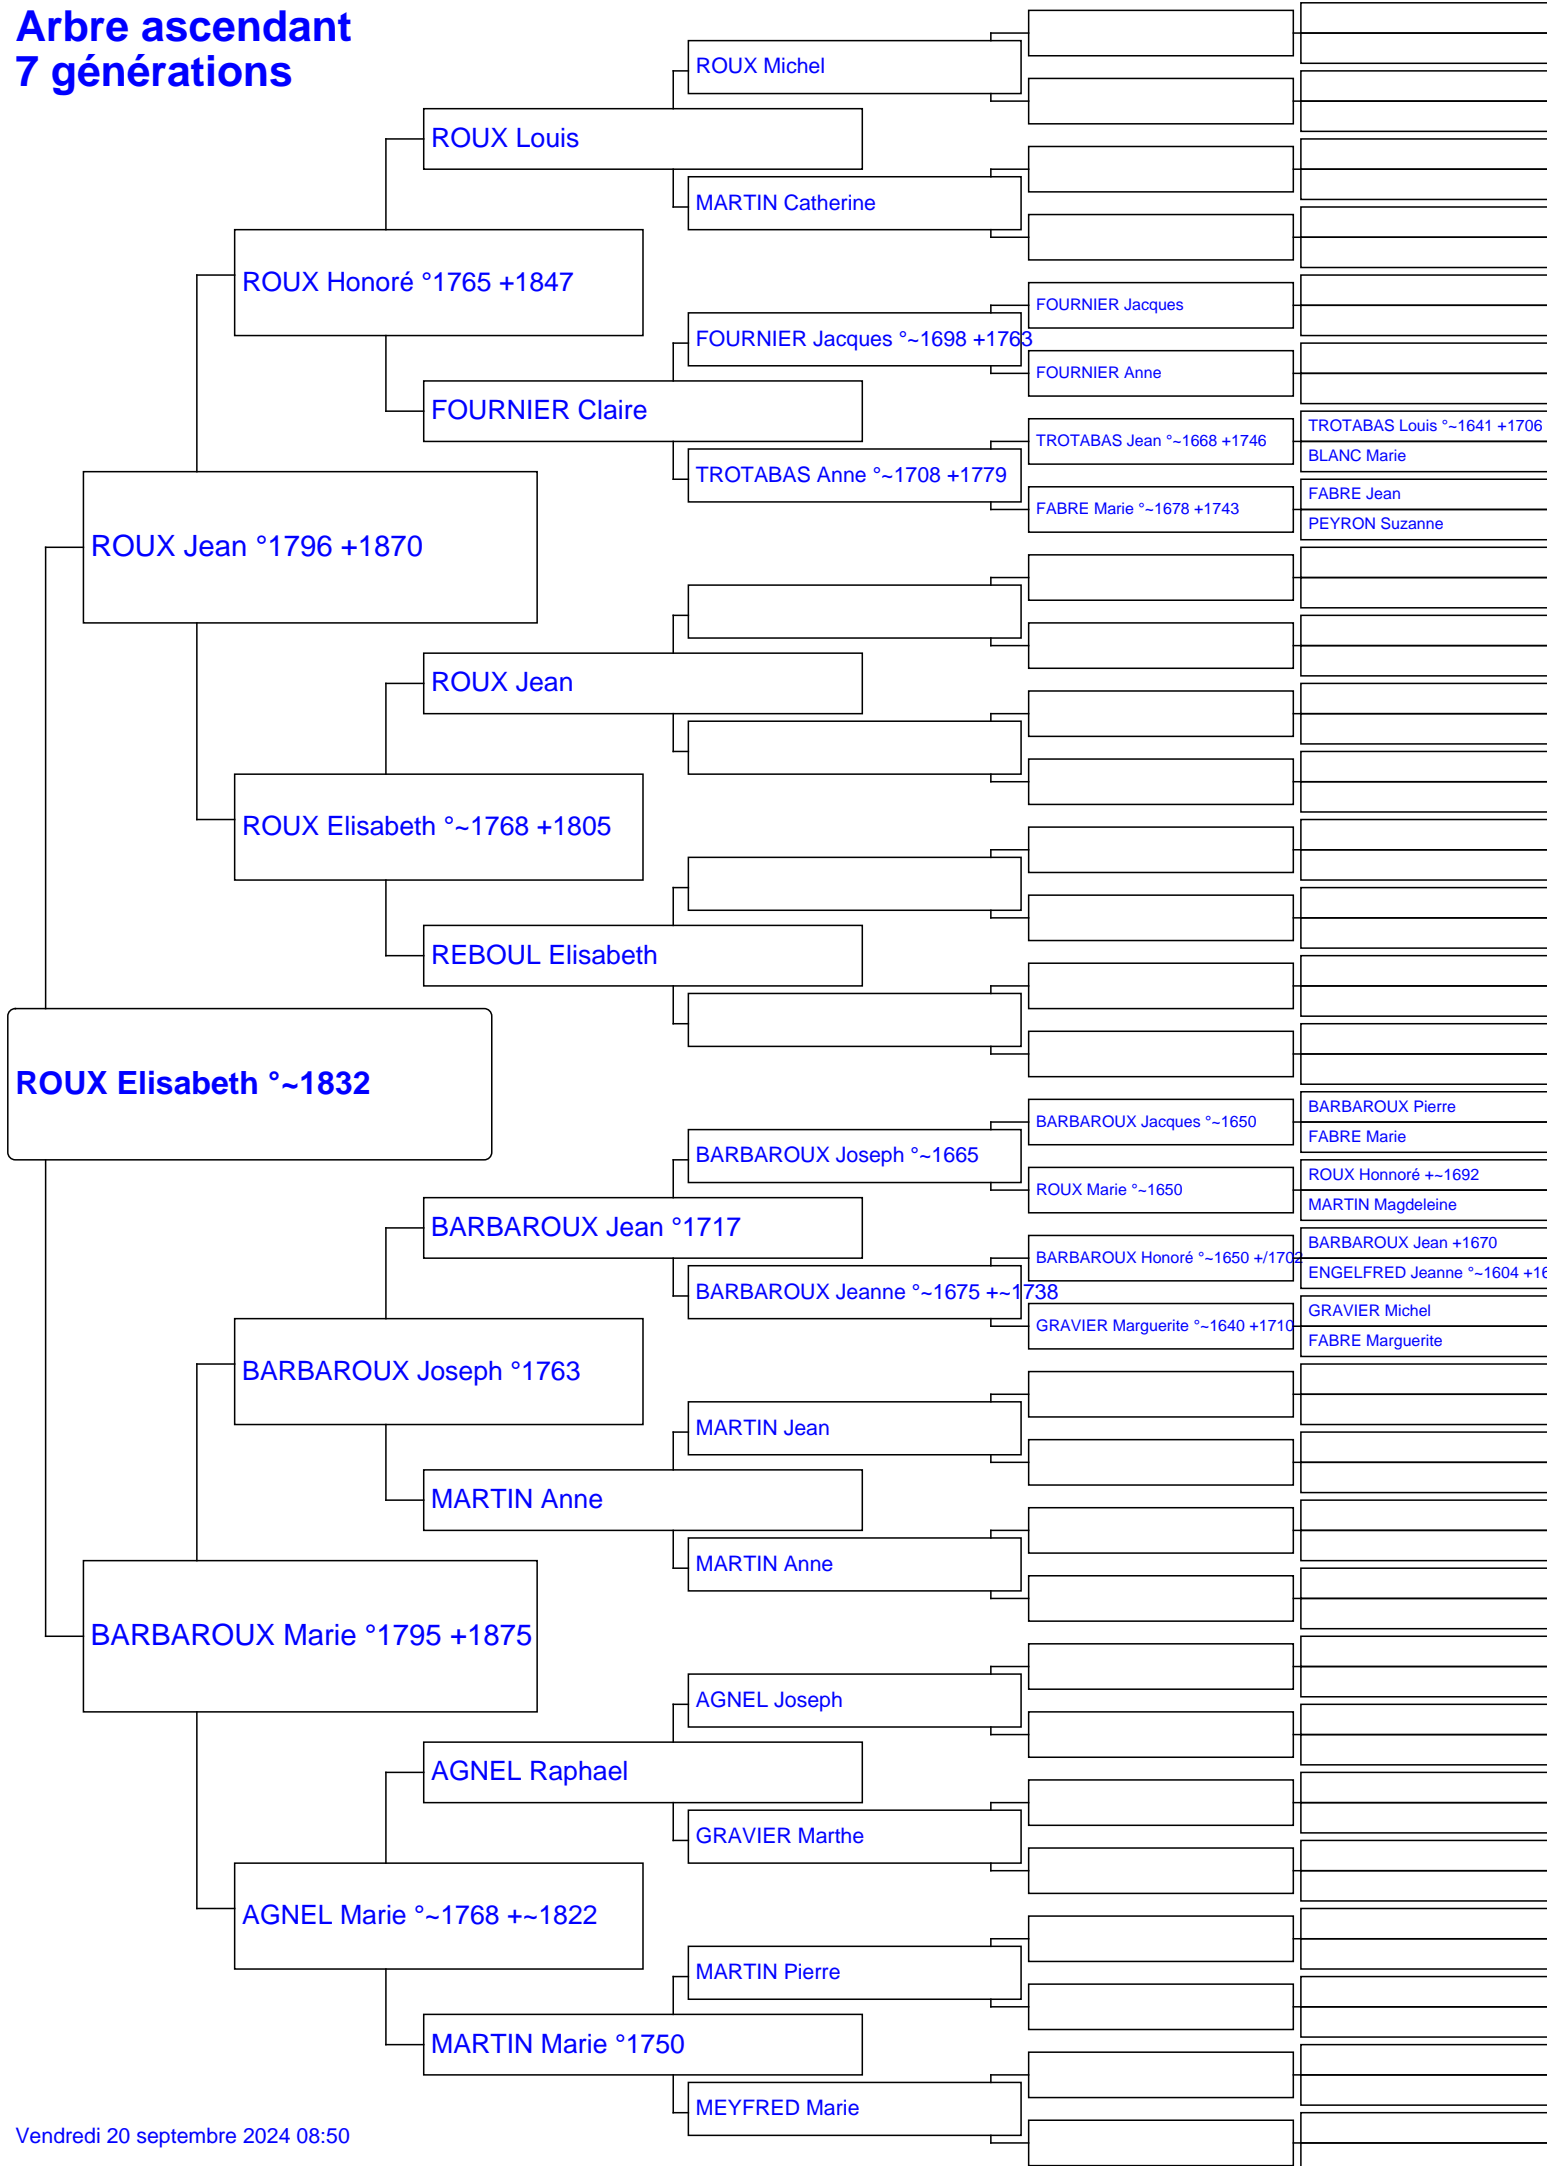 Arbre ascendant
7 générations
ROUX Michel
ROUX Louis
MARTIN Catherine
ROUX Honoré °1765 +1847
FOURNIER Jacques
FOURNIER Jacques °~1698 +1763
FOURNIER Anne
FOURNIER Claire
TROTABAS Louis °~1641 +1706
TROTABAS Jean °~1668 +1746
BLANC Marie
TROTABAS Anne °~1708 +1779
FABRE Jean
FABRE Marie °~1678 +1743
PEYRON Suzanne
ROUX Jean °1796 +1870
ROUX Jean
ROUX Elisabeth °~1768 +1805
REBOUL Elisabeth
ROUX Elisabeth °~1832
BARBAROUX Pierre
BARBAROUX Jacques °~1650
FABRE Marie
BARBAROUX Joseph °~1665
ROUX Honnoré +~1692
ROUX Marie °~1650
MARTIN Magdeleine
BARBAROUX Jean °1717
BARBAROUX Jean +1670
BARBAROUX Honoré °~1650 +/1702
ENGELFRED Jeanne °~1604 +16
BARBAROUX Jeanne °~1675 +~1738
GRAVIER Michel
GRAVIER Marguerite °~1640 +1710
FABRE Marguerite
BARBAROUX Joseph °1763
MARTIN Jean
MARTIN Anne
MARTIN Anne
BARBAROUX Marie °1795 +1875
AGNEL Joseph
AGNEL Raphael
GRAVIER Marthe
AGNEL Marie °~1768 +~1822
MARTIN Pierre
MARTIN Marie °1750
MEYFRED Marie
Vendredi 20 septembre 2024 08:50